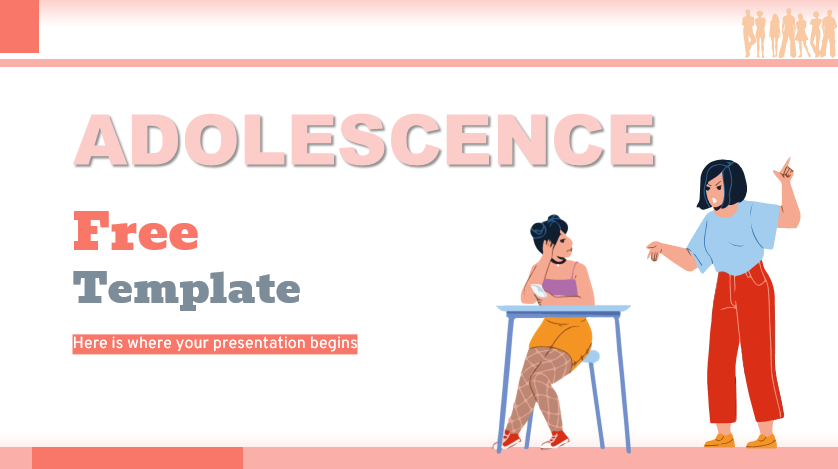 ADOLESCENCE
Free
Template
Here is where your presentation begins